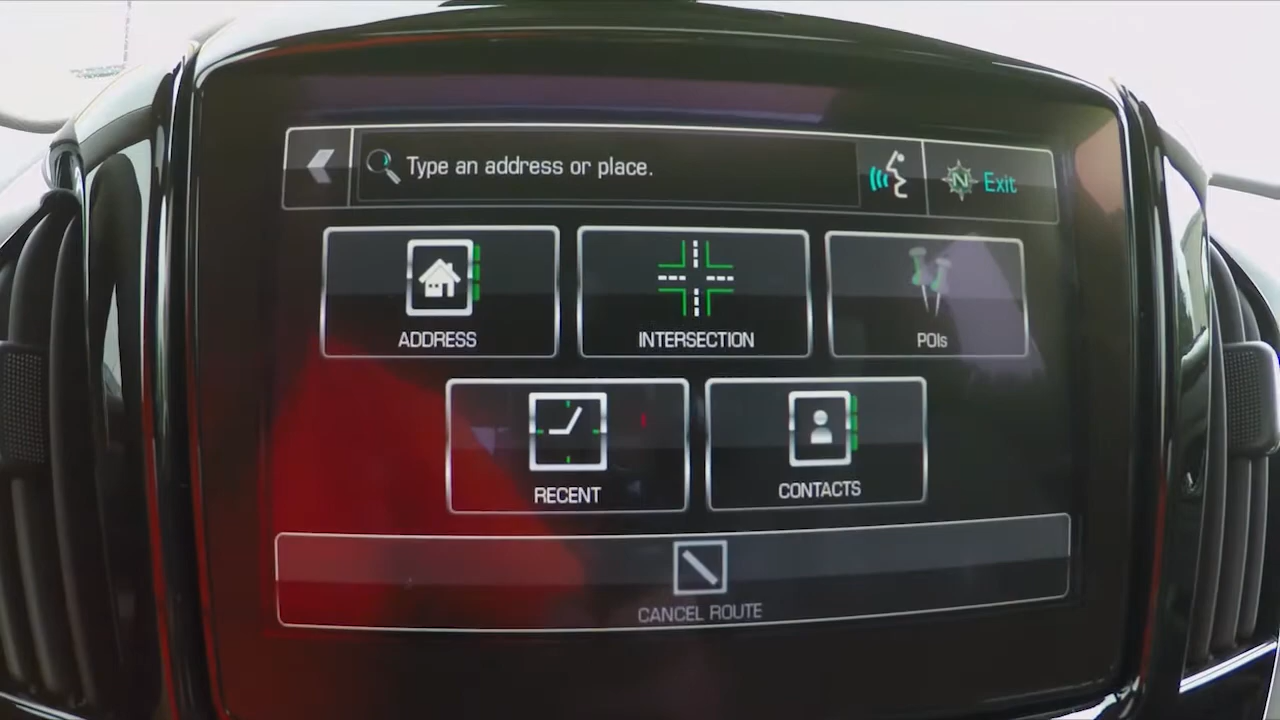 Type an address or place.
N Exit
ADDRESS
INTERSECTION
POIs
RECENT
CONTACTS
CANCEL ROUTE